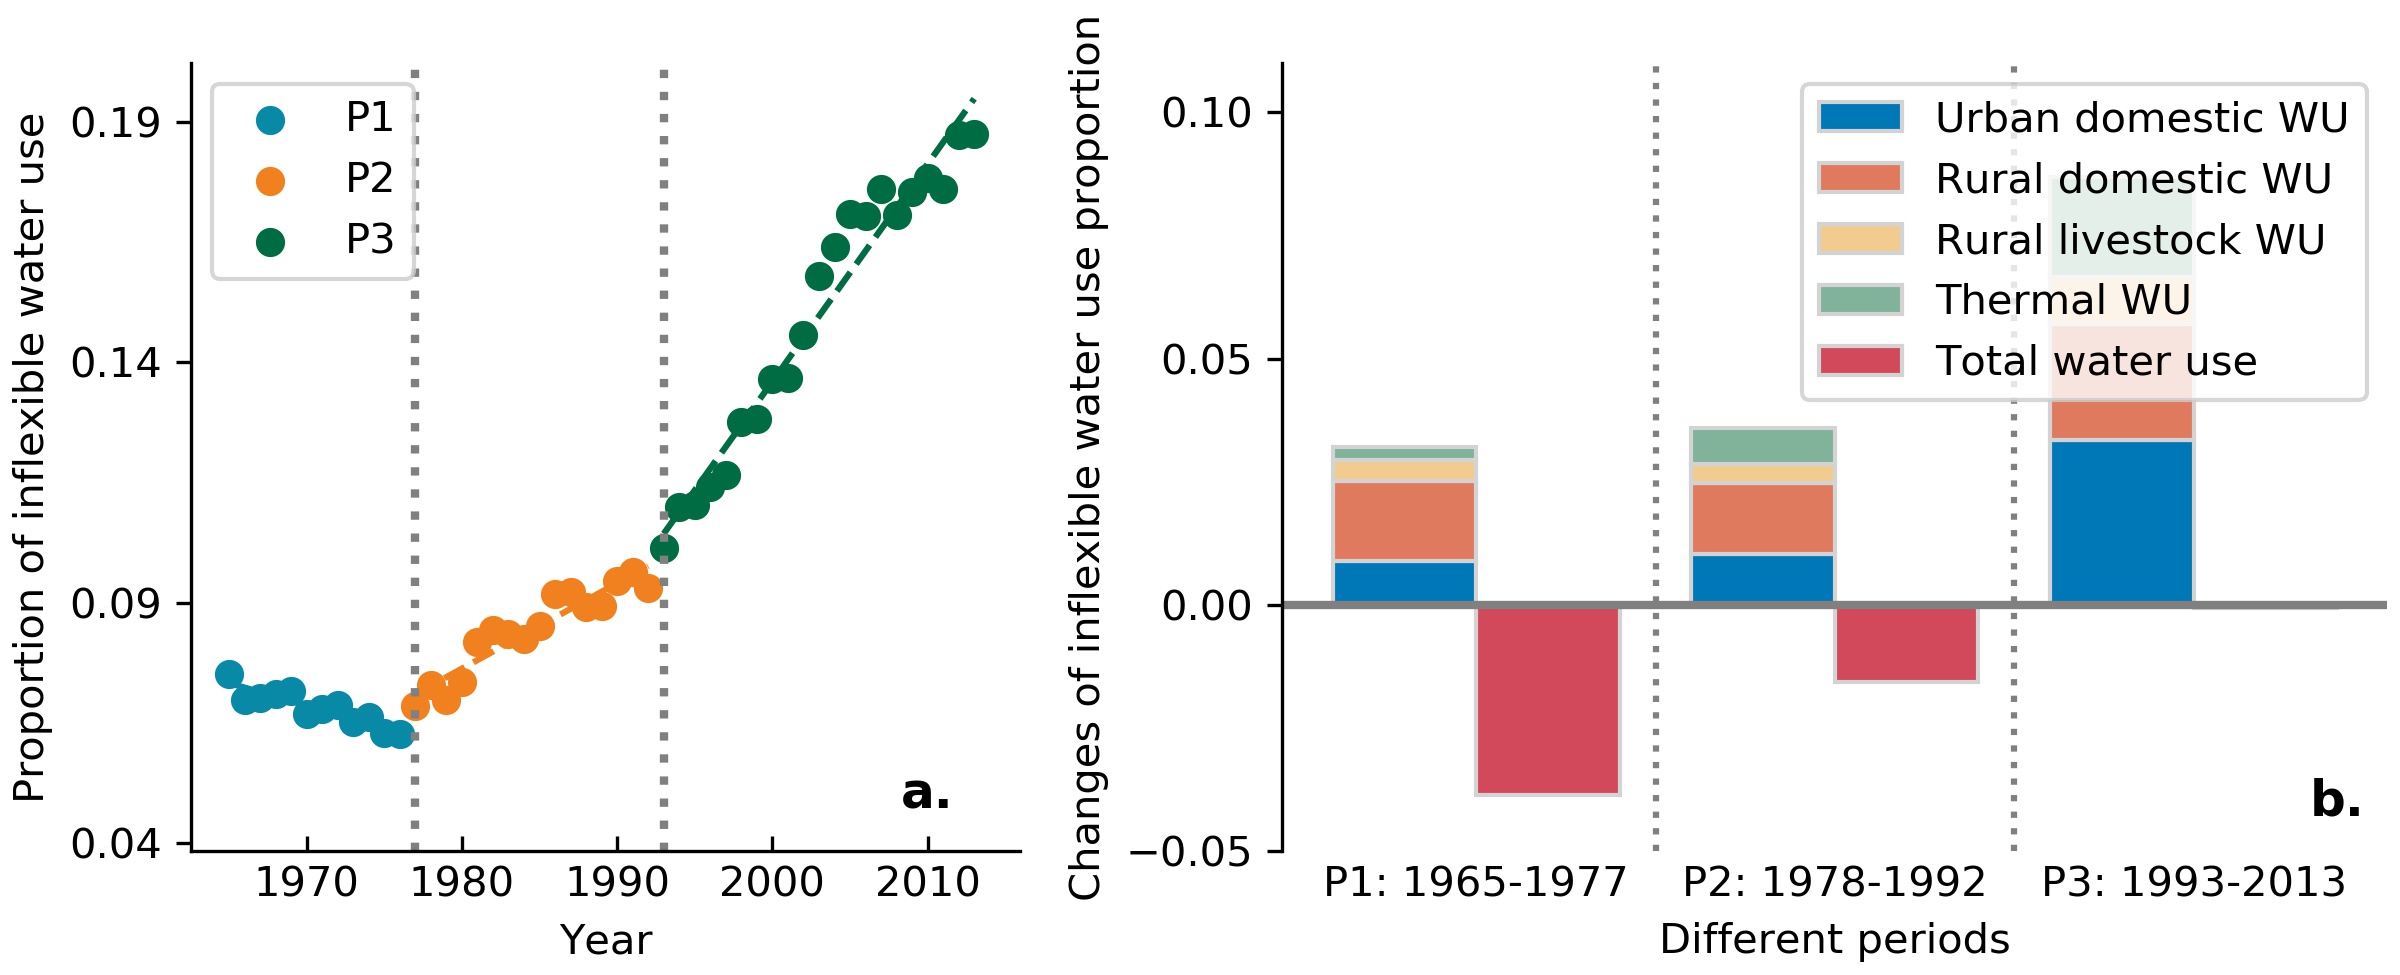 Proportion of inflexible water use
0.19
0.14
0.09
0.04
P1
P2
P3
1970 1980 1990 2000 2010
Year
a.
Changes of inflexible water use proportion
0.10
0.05
0.00
−0.05
Urban domestic WU
Rural domestic WU
Rural livestock WU
Thermal WU
Total water use
b.
P1: 1965-1977 P2: 1978-1992 P3: 1993-2013
Different periods